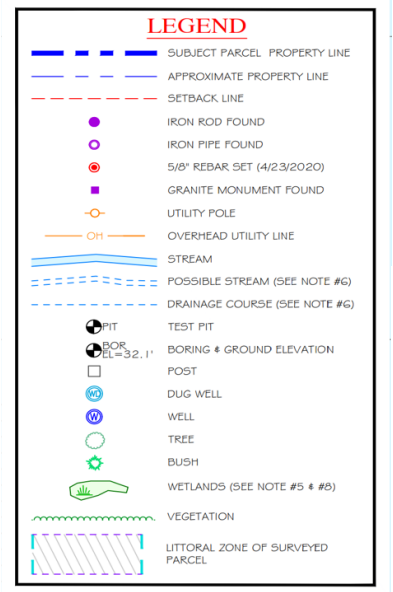 LEGEND
SUBJECT PARCEL PROPERTY LINE
APPROXIMATE PROPERTY LINE
SETBACK LINE
IRON ROD FOUND
IRON PIPE FOUND
5/8" REBAR SET (4/23/2020)
GRANITE MONUMENT FOUND
UTILITY POLE
OH OVERHEAD UTILITY LINE
STREAM
POSSIBLE STREAM (SEE NOTE #6)
DRAINAGE COURSE (SEE NOTE #6)
PIT TEST PIT
BOR
EL=32.1' BORING & GROUND ELEVATION
POST
WD DUG WELL
W WELL
TREE
BUSH
WETLANDS (SEE NOTE #5 & #8)
VEGETATION
LITTORAL ZONE OF SURVEYED
PARCEL